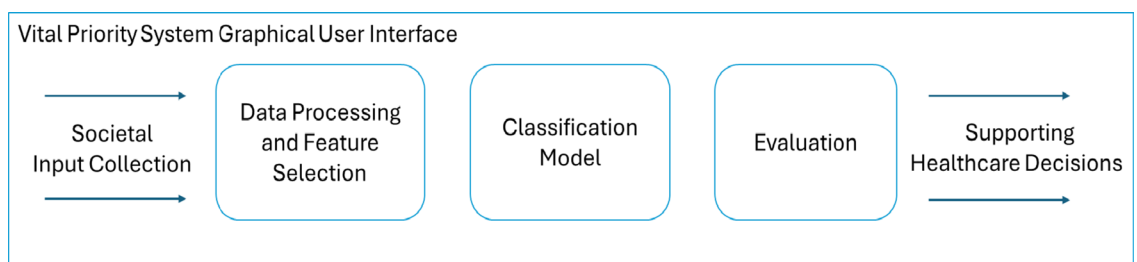 Vital Priority System Graphical User Interface
Societal
Input Collection
Data Processing
and Feature
Selection
Classification
Model
Evaluation
Supporting
Healthcare Decisions